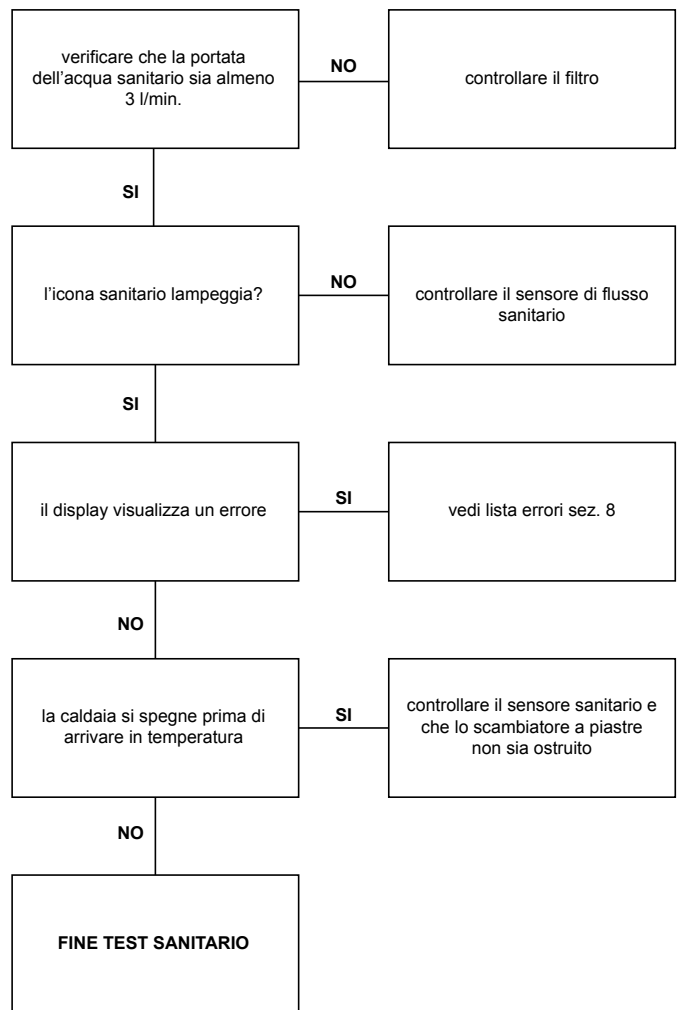 verificare che la portata
dell'acqua sanitario sia almeno
3 l/min.
NO
controllare il filtro
SI
l'icona sanitario lampeggia?
NO
controllare il sensore di flusso
sanitario
SI
il display visualizza un errore
SI
vedi lista errori sez. 8
NO
la caldaia si spegne prima di
arrivare in temperatura
SI
controllare il sensore sanitario e
che lo scambiatore a piastre
non sia ostruito
NO
FINE TEST SANITARIO